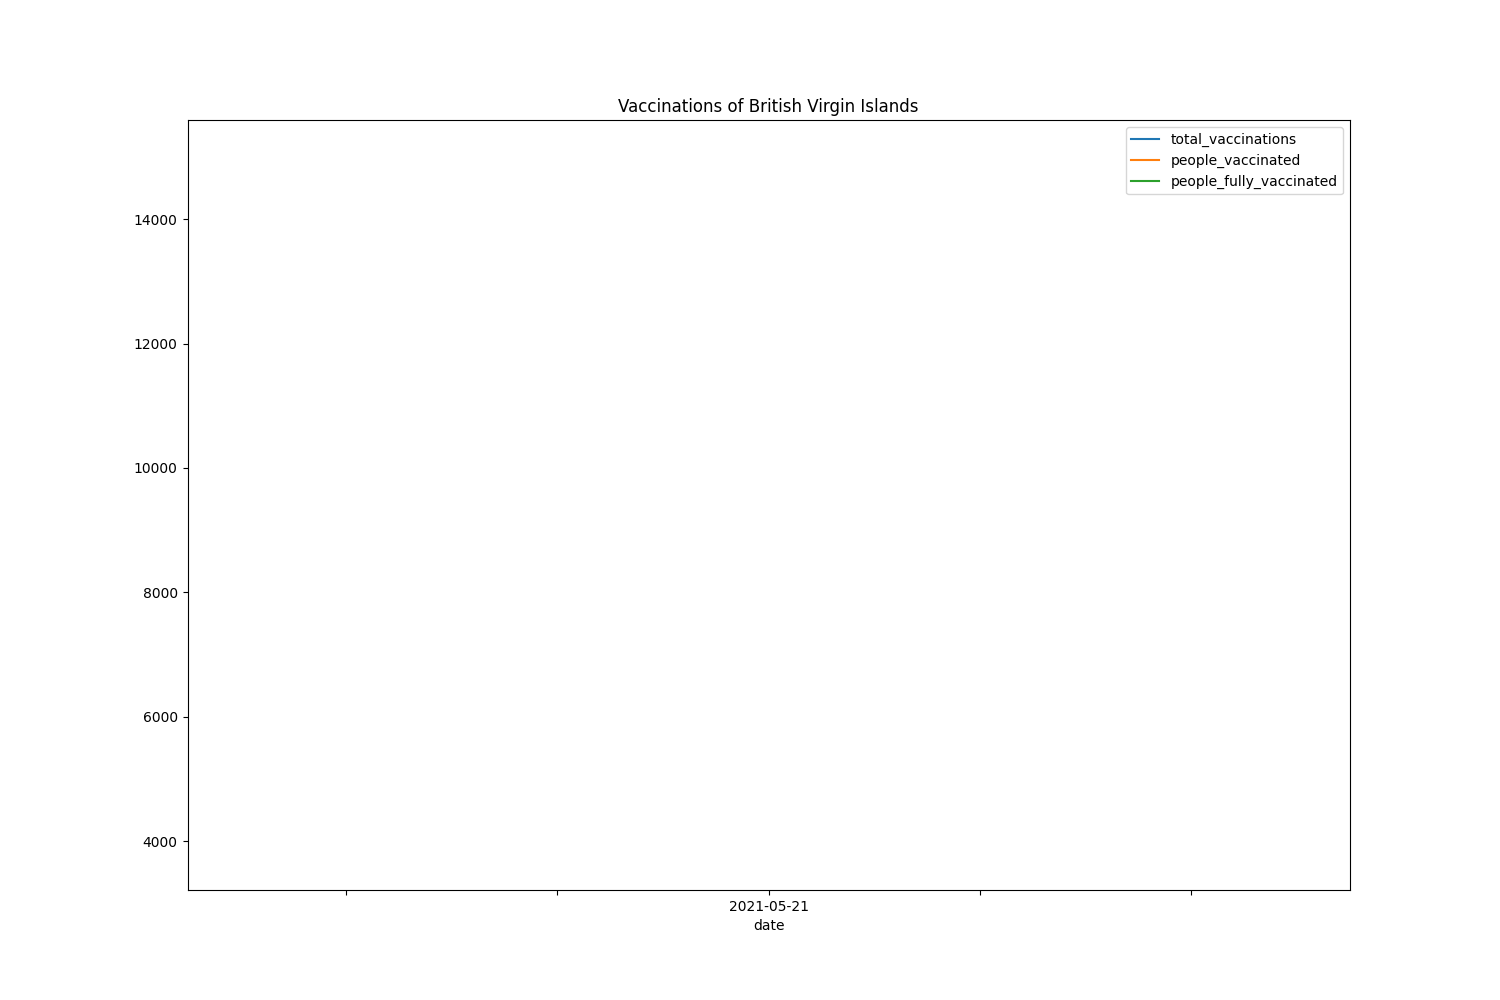 Vaccinations of British Virgin Islands
total_vaccinations
people_vaccinated
people_fully_vaccinated
14000
12000
10000
8000
6000
4000
2021-05-21
date